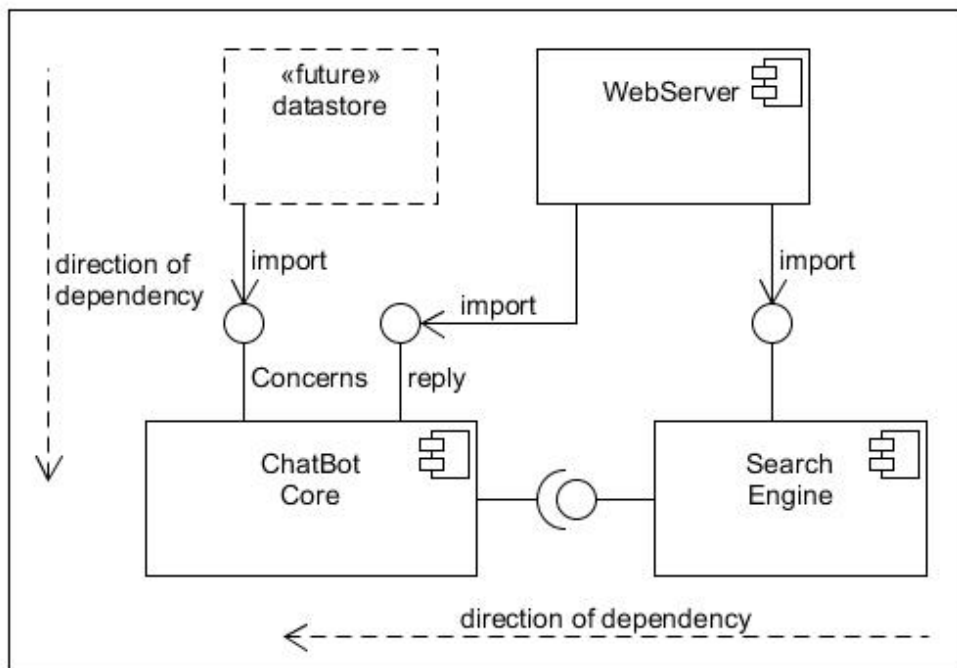 «future»
datastore
WebServer
direction of
dependency
import
import
import
Concerns
reply
ChatBot
Core
Search
Engine
direction of dependency